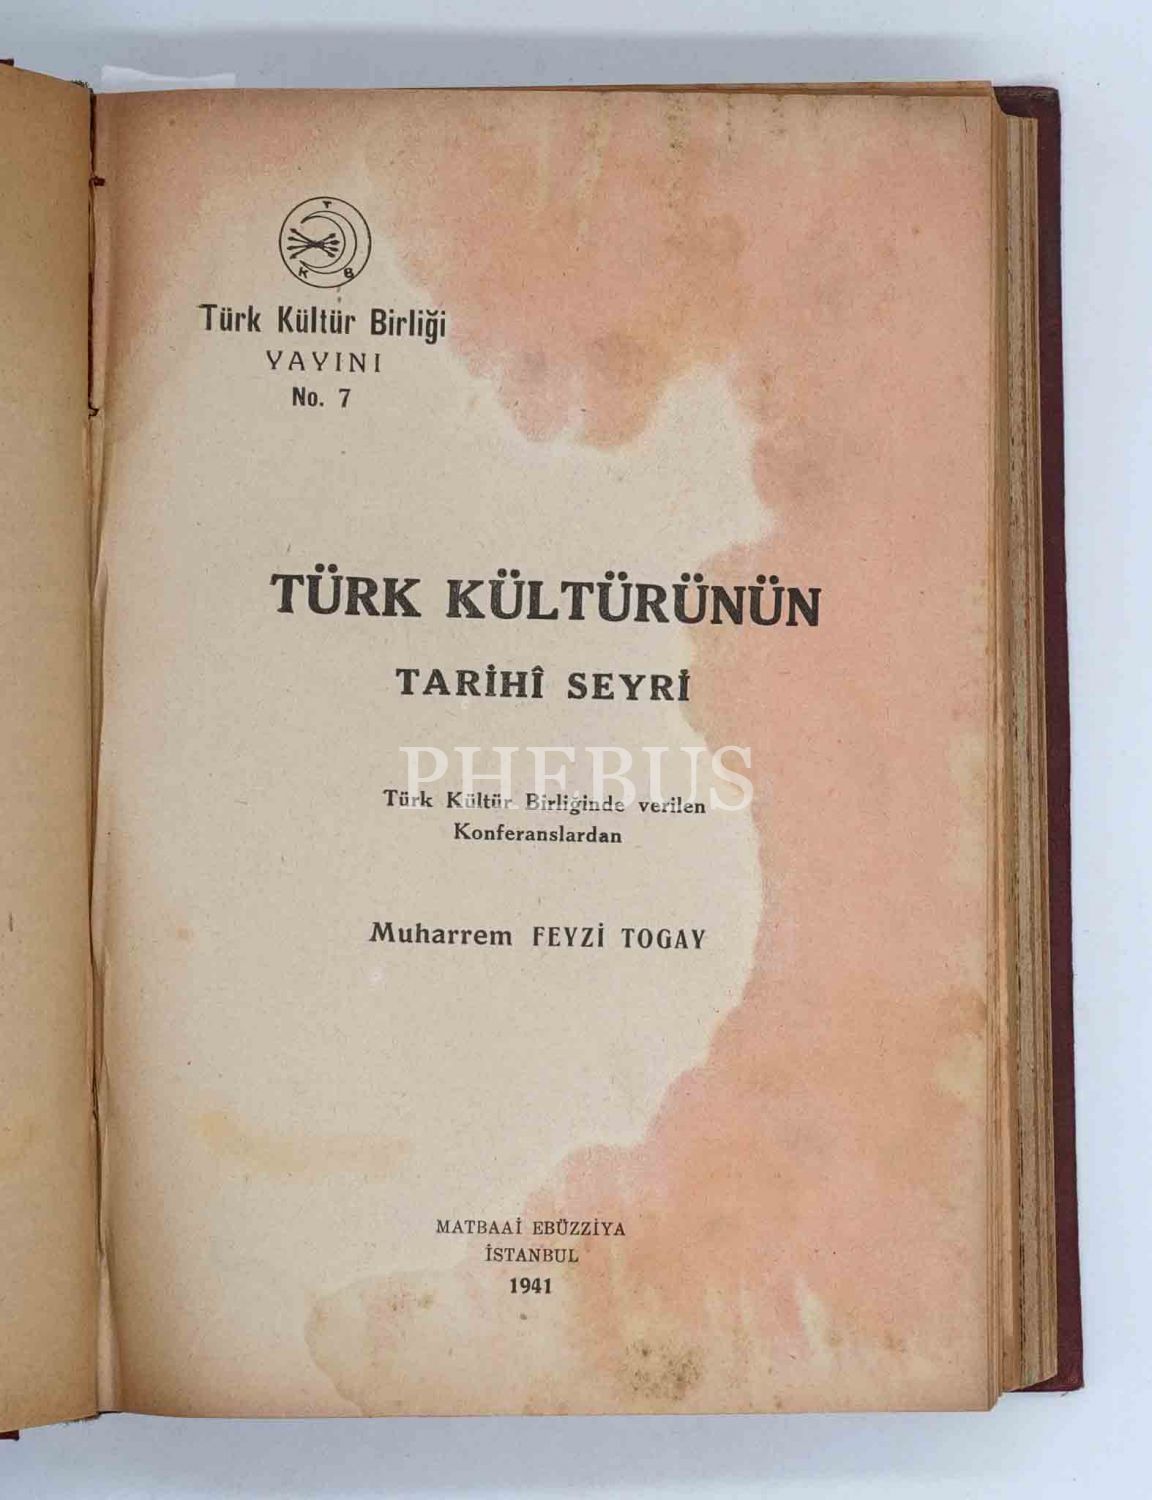 T
K B
Türk Kültür Birliği
YAYINI
No. 7
TÜRK KÜLTÜRÜNÜN
TARİHÎ SEYRİ
PHEBUS
Türk Kültür Birliğinde verilen
Konferanslardan
Muharrem FEYZİ TOGAY
MATBAAİ EBÜZZİYA
İSTANBUL
1941